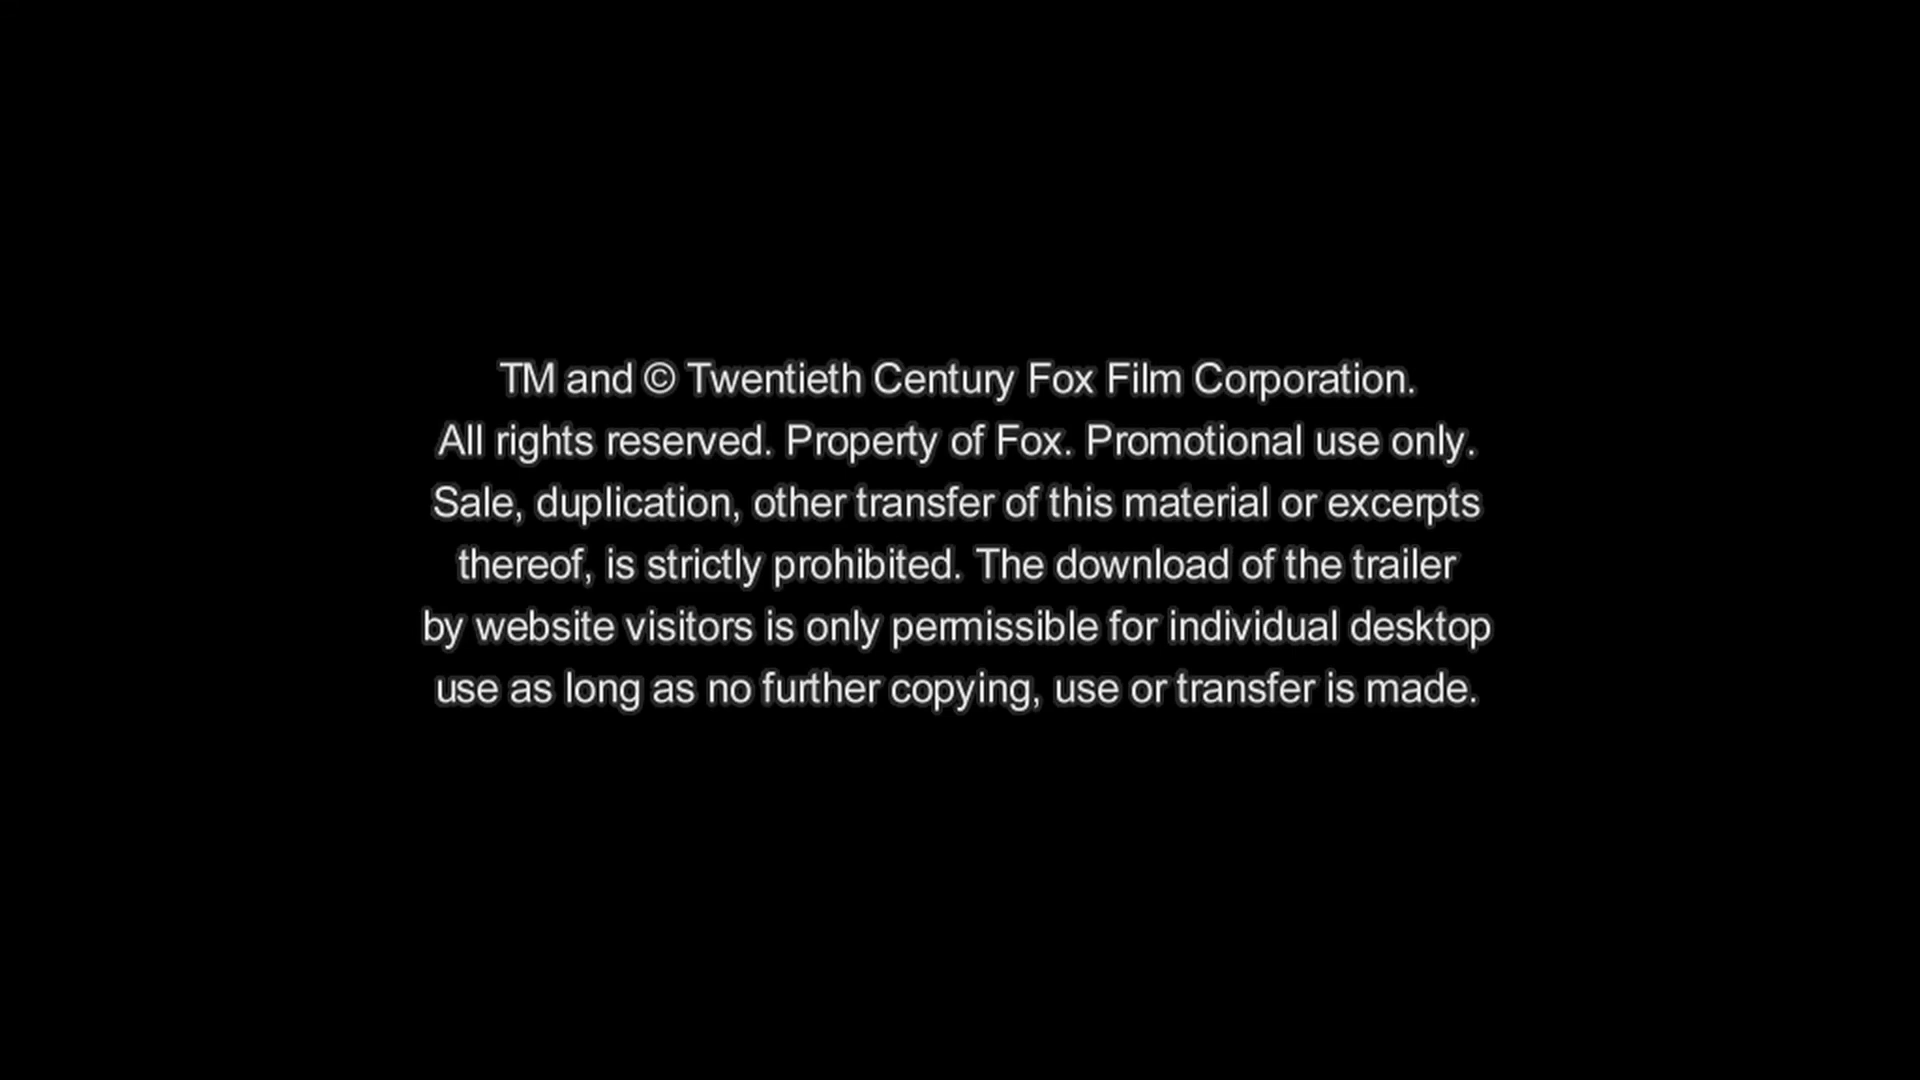 TM and © Twentieth Century Fox Film Corporation.
All rights reserved. Property of Fox. Promotional use only.
Sale, duplication, other transfer of this material or excerpts
thereof, is strictly prohibited. The download of the trailer
by website visitors is only permissible for individual desktop
use as long as no further copying, use or transfer is made.